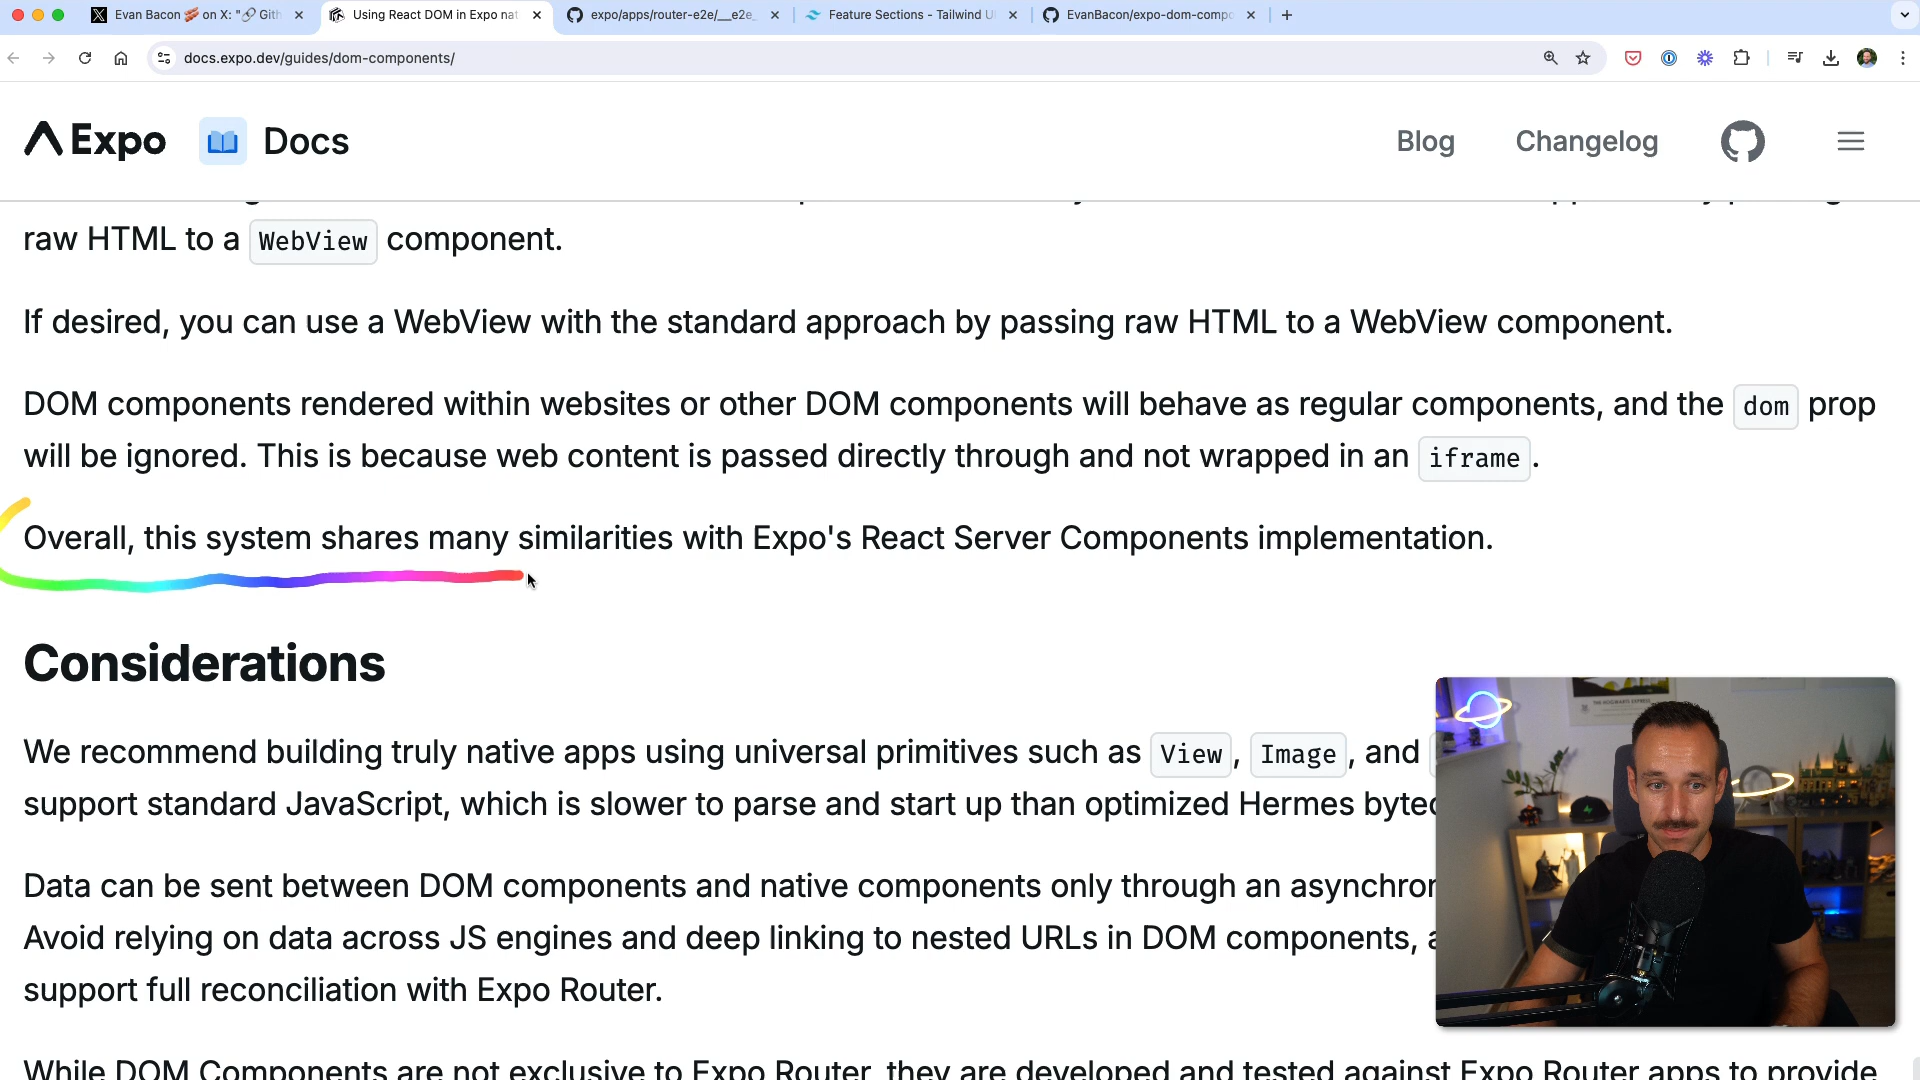 Evan Bacon 🥓 on X: "🔗 Gith
Using React DOM in Expo nat
expo/apps/router-e2e/__e2e_
Feature Sections - Tailwind U
EvanBacon/expo-dom-compo
docs.expo.dev/guides/dom-components/
Expo Docs
Blog Changelog
raw HTML to a WebView component.
If desired, you can use a WebView with the standard approach by passing raw HTML to a WebView component.
DOM components rendered within websites or other DOM components will behave as regular components, and the dom prop
will be ignored. This is because web content is passed directly through and not wrapped in an iframe.
Overall, this system shares many similarities with Expo's React Server Components implementation.
Considerations
We recommend building truly native apps using universal primitives such as View, Image, and
support standard JavaScript, which is slower to parse and start up than optimized Hermes bytec
Data can be sent between DOM components and native components only through an asynchron
Avoid relying on data across JS engines and deep linking to nested URLs in DOM components, a
support full reconciliation with Expo Router.
While DOM Components are not exclusive to Expo Router, they are developed and tested against Expo Router apps to provide